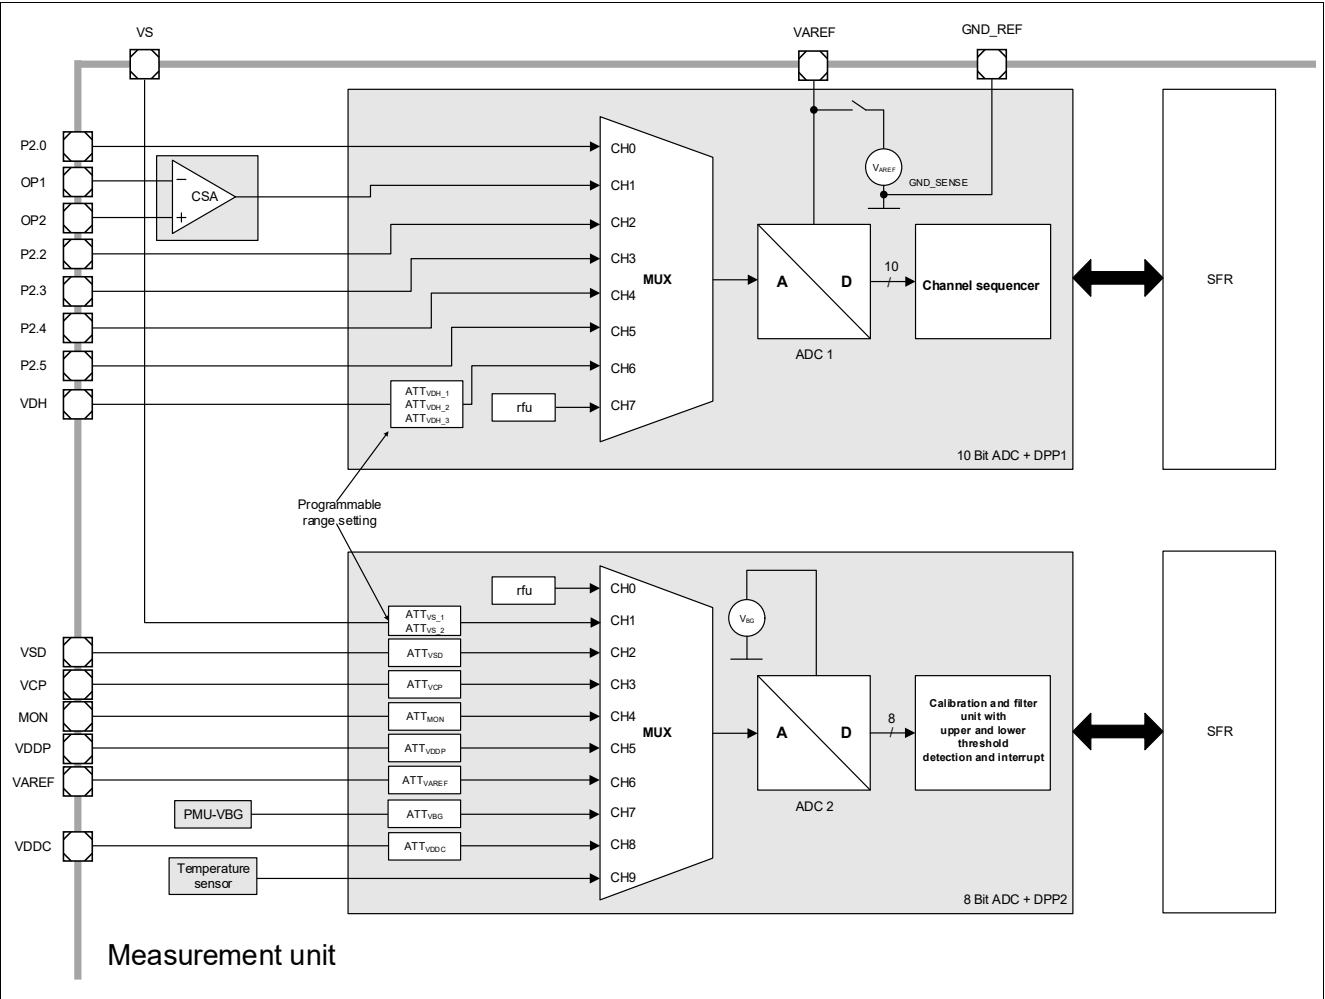 VS
VAREF
GND_REF
P2.0
OP1
OP2
P2.2
P2.3
P2.4
P2.5
VDH
−
+
CSA
ATTVDH_1
ATTVDH_2
ATTVDH_3
rfu
CH0
CH1
CH2
CH3
CH4
CH5
CH6
CH7
MUX
VAREF
GND_SENSE
A
D
ADC 1
10
Channel sequencer
10 Bit ADC + DPP1
SFR
Programmable
range setting
VSD
VCP
MON
VDDP
VAREF
VDDC
PMU-VBG
Temperature
sensor
rfu
ATTVS_1
ATTVS_2
ATTVSD
ATTVCP
ATTMON
ATTVDDP
ATTVAREF
ATTVBG
ATTVDDC
CH0
CH1
CH2
CH3
CH4
CH5
CH6
CH7
CH8
CH9
MUX
VBG
A
D
ADC 2
8
Calibration and filter
unit with
upper and lower
threshold
detection and interrupt
8 Bit ADC + DPP2
SFR
Measurement unit